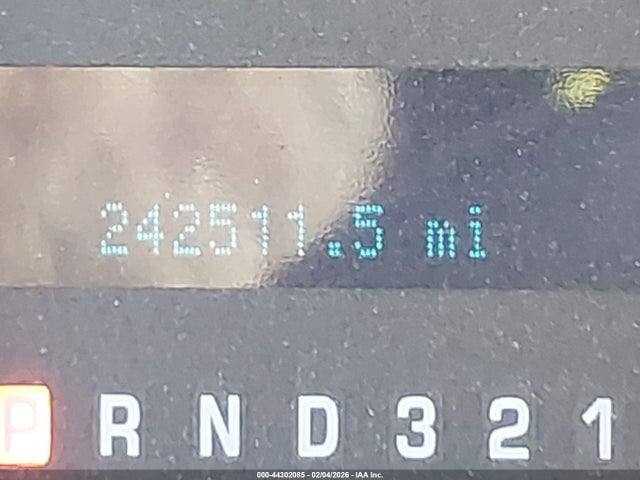 242511.5 mi
P R N D 3 2 1
000-44302085 - 02/04/2026 - IAA Inc.